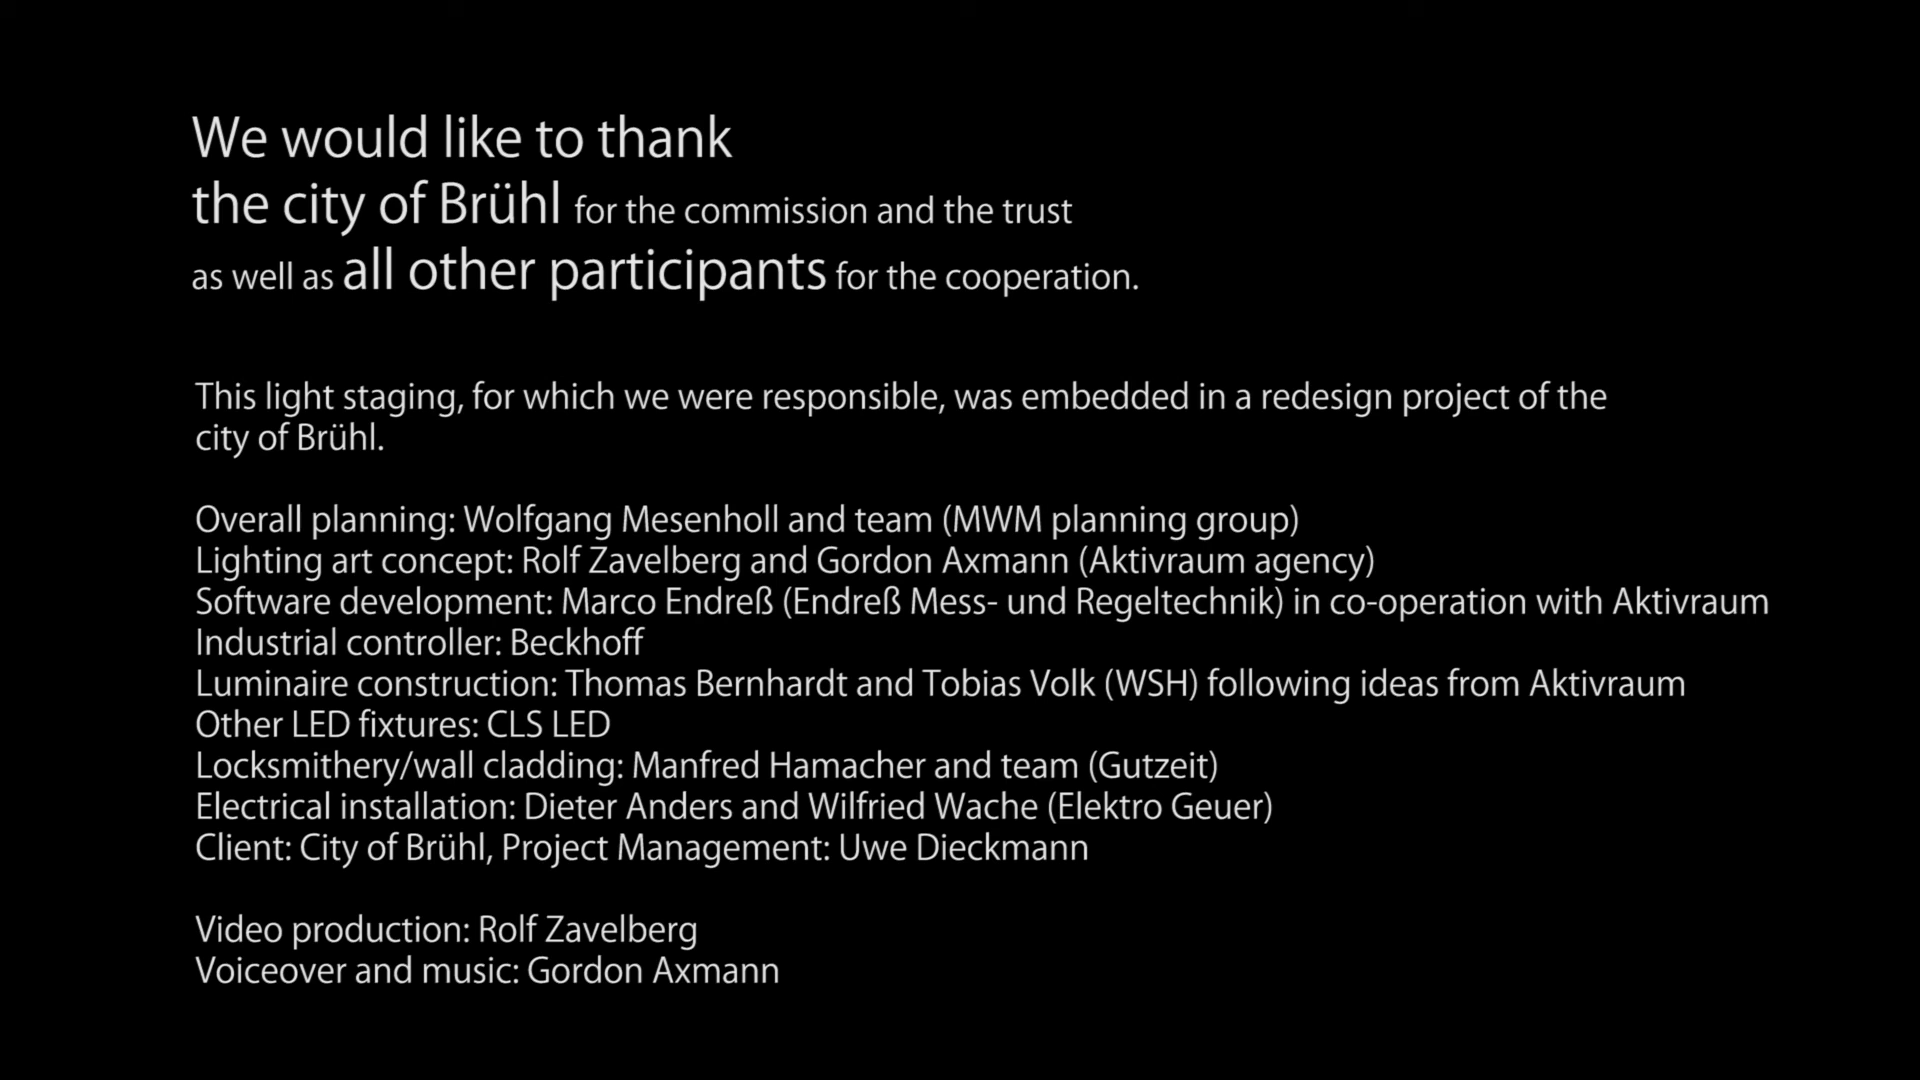 We would like to thank
the city of Brühl for the commission and the trust
as well as all other participants for the cooperation.
This light staging, for which we were responsible, was embedded in a redesign project of the
city of Brühl.
Overall planning: Wolfgang Mesenholl and team (MWM planning group)
Lighting art concept: Rolf Zavelberg and Gordon Axmann (Aktivraum agency)
Software development: Marco Endreß (Endreß Mess- und Regeltechnik) in co-operation with Aktivraum
Industrial controller: Beckhoff
Luminaire construction: Thomas Bernhardt and Tobias Volk (WSH) following ideas from Aktivraum
Other LED fixtures: CLS LED
Locksmithery/wall cladding: Manfred Hamacher and team (Gutzeit)
Electrical installation: Dieter Anders and Wilfried Wache (Elektro Geuer)
Client: City of Brühl, Project Management: Uwe Dieckmann
Video production: Rolf Zavelberg
Voiceover and music: Gordon Axmann